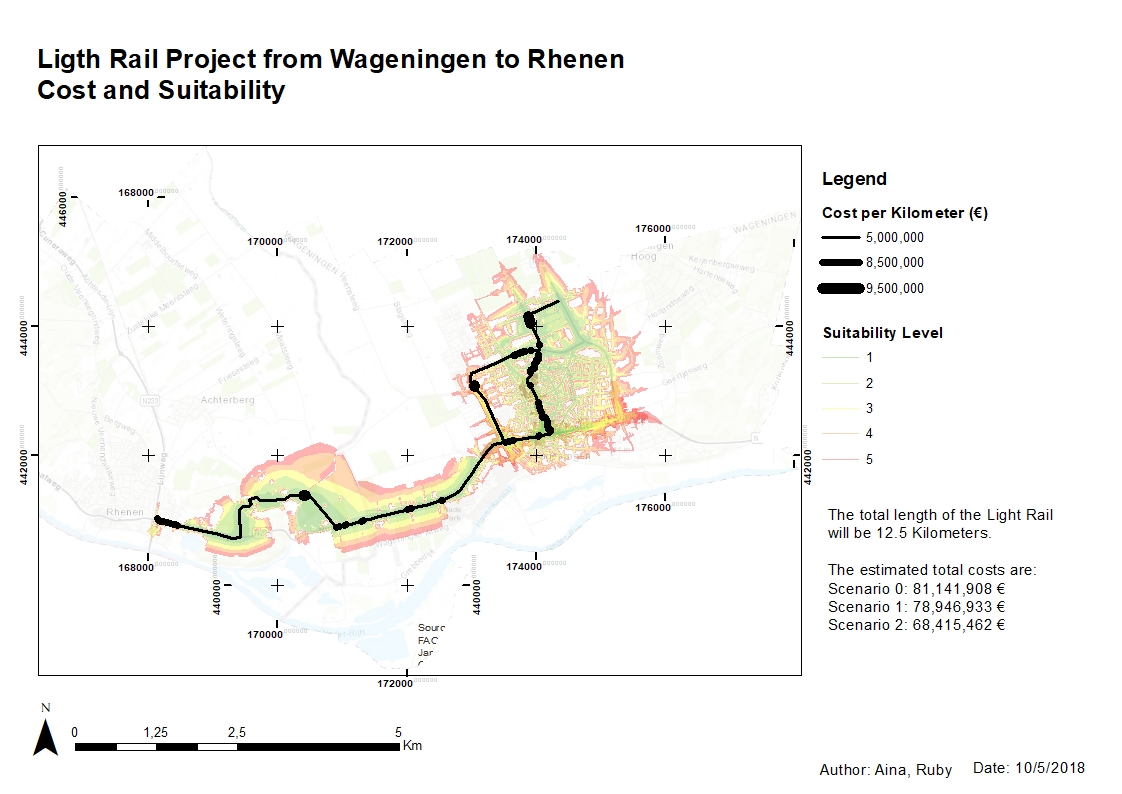 Ligth Rail Project from Wageningen to Rhenen
Cost and Suitability
446000
168000
170000
172000
174000
176000
WAGENINGEN
WAGENINGEN
Hoog
444000
444000
N233
Achterberg
Rhenen
442000
442000
168000
440000
440000
174000
176000
170000
172000
Sourc
FAO
Legend
Cost per Kilometer (€)
5,000,000
8,500,000
9,500,000
Suitability Level
1
2
3
4
5
The total length of the Light Rail
will be 12.5 Kilometers.
The estimated total costs are:
Scenario 0: 81,141,908 €
Scenario 1: 78,946,933 €
Scenario 2: 68,415,462 €
N
0 1,25 2,5 5
Km
Author: Aina, Ruby Date: 10/5/2018